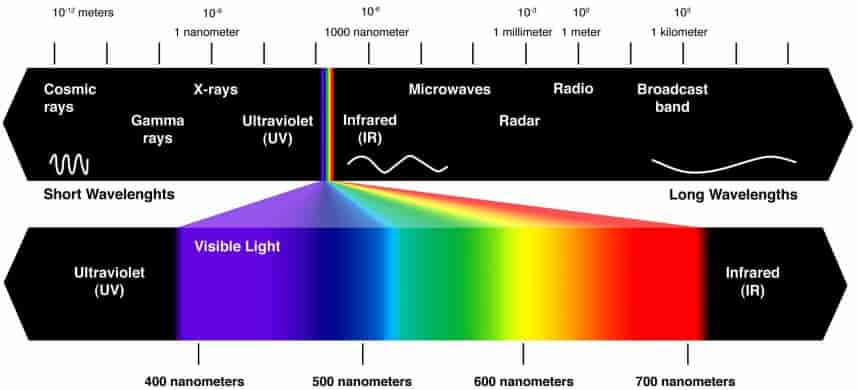 10-12 meters
10-9
1 nanometer
10-6
1000 nanometer
10-3
1 millimeter
100
1 meter
103
1 kilometer
Cosmic
rays
Gamma
rays
X-rays
Ultraviolet
(UV)
Infrared
(IR)
Microwaves
Radar
Radio
Broadcast
band
Short Wavelenghts
Long Wavelengths
Ultraviolet
(UV)
Visible Light
Infrared
(IR)
400 nanometers
500 nanometers
600 nanometers
700 nanometers